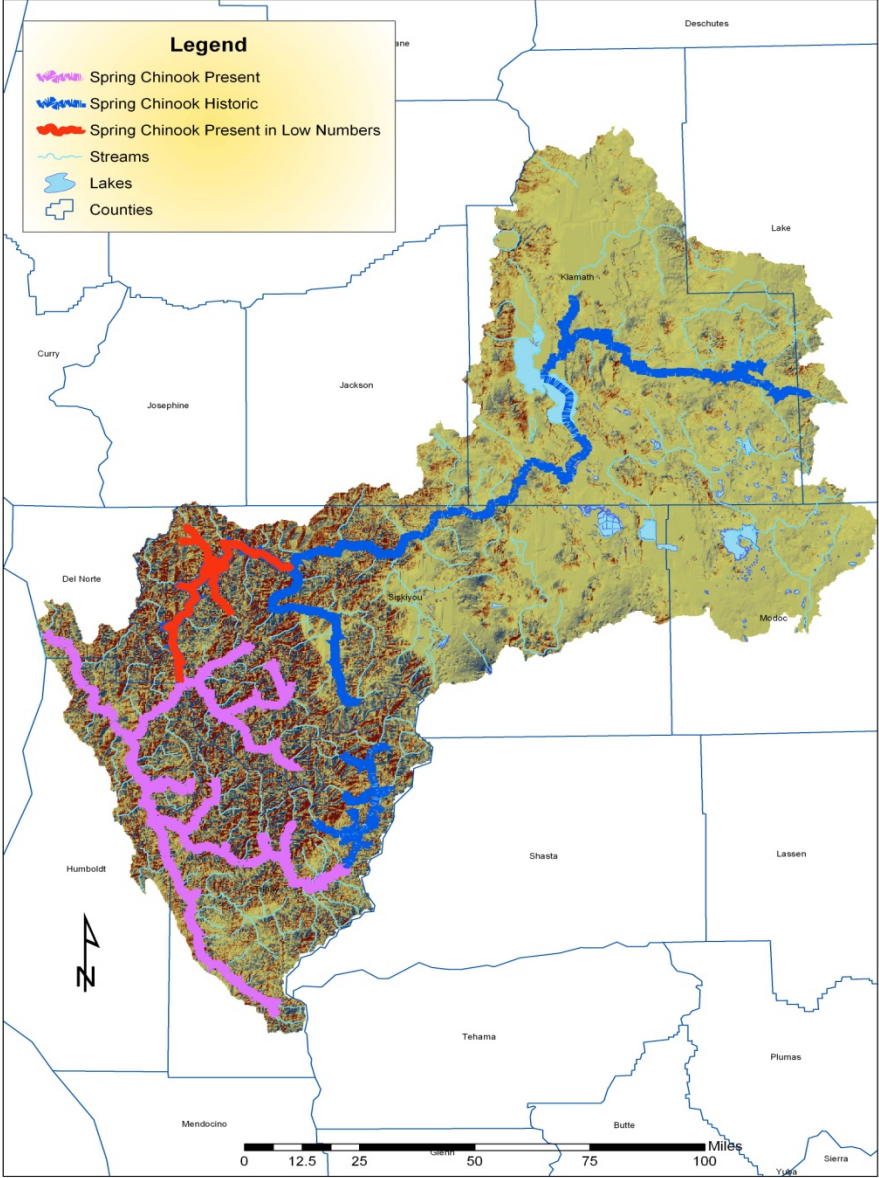 Deschutes
ane
Legend
Spring Chinook Present
Spring Chinook Historic
Spring Chinook Present in Low Numbers
Streams
Lakes
Counties
Lake
Klamath
Curry
Jackson
Josephine
Del Norte
Siskiyou
Modoc
Shasta
Lassen
Humboldt
N
Tehama
Plumas
Mendocino
Butte
Miles
Glenn
Sierra
0 12.5 25 50 75 100
Yuba